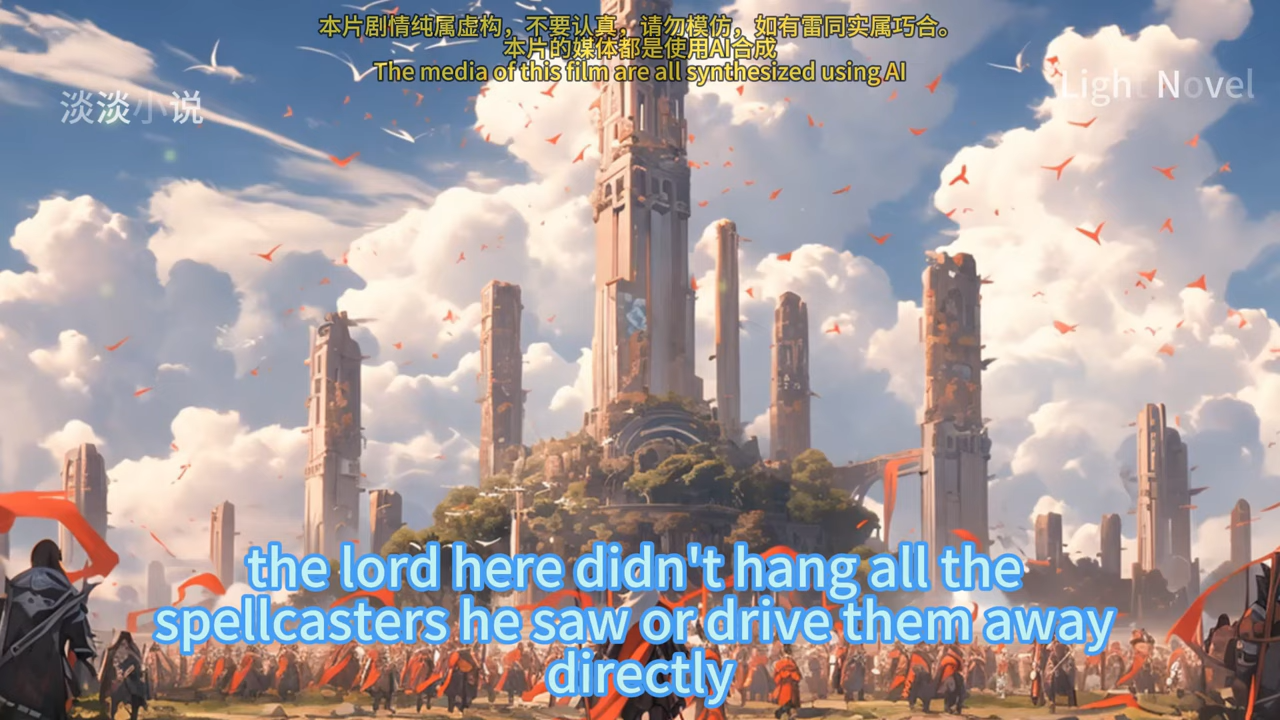 本片剧情纯属虚构，不要认真，请勿模仿，如有雷同实属巧合。
本片的媒体都是使用AI合成
The media of this film are all synthesized using AI
淡淡小说
Light Novel
the lord here didn't hang all the
spellcasters he saw or drive them away
directly